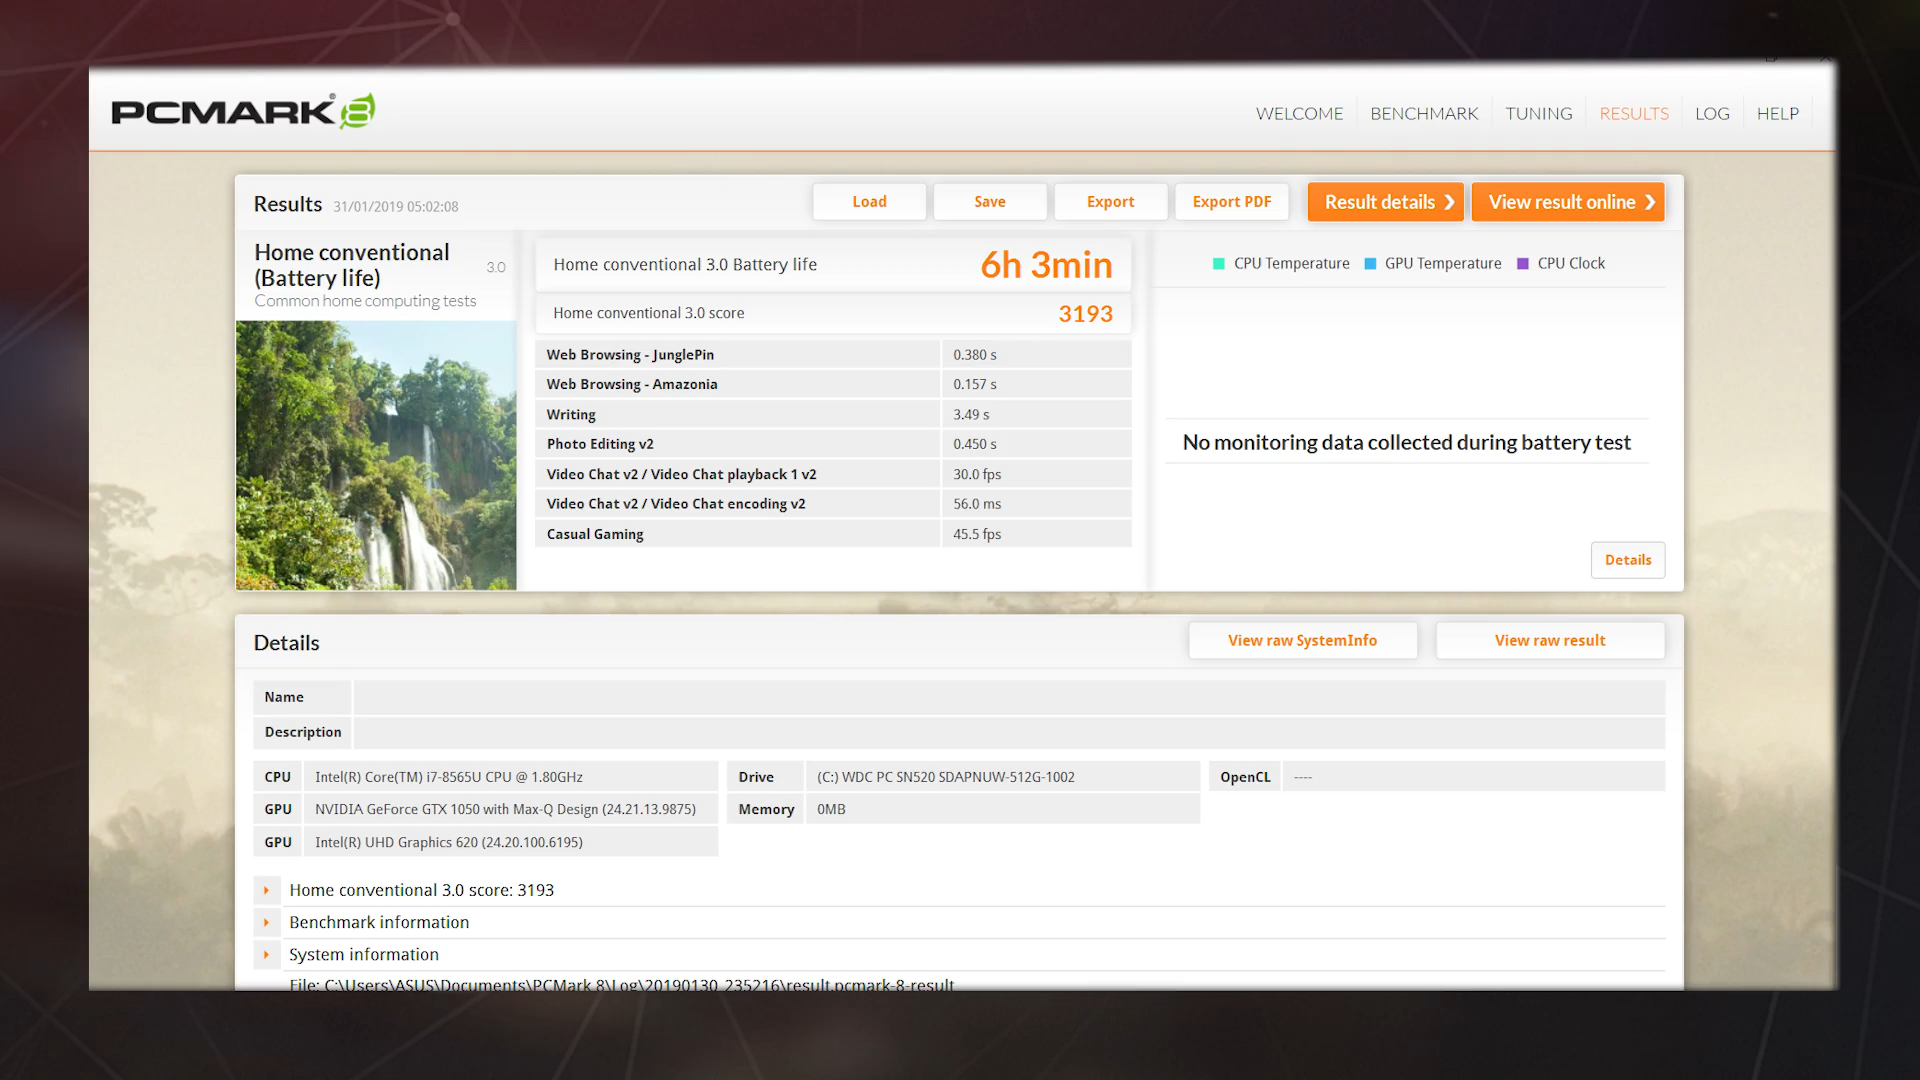 PCMARK® 8
WELCOME
BENCHMARK
TUNING
RESULTS
LOG
HELP
Results 31/01/2019 05:02:08
Load
Save
Export
Export PDF
Result details
View result online
Home conventional
(Battery life)
3.0
Common home computing tests
Home conventional 3.0 Battery life 6h 3min
Home conventional 3.0 score 3193
Web Browsing - JunglePin 0.380 s
Web Browsing - Amazonia 0.157 s
Writing 3.49 s
Photo Editing v2 0.450 s
Video Chat v2 / Video Chat playback 1 v2 30.0 fps
Video Chat v2 / Video Chat encoding v2 56.0 ms
Casual Gaming 45.5 fps
CPU Temperature GPU Temperature CPU Clock
No monitoring data collected during battery test
Details
Details
View raw SystemInfo
View raw result
Name
Description
CPU Intel(R) Core(TM) i7-8565U CPU @ 1.80GHz
GPU NVIDIA GeForce GTX 1050 with Max-Q Design (24.21.13.9875)
GPU Intel(R) UHD Graphics 620 (24.20.100.6195)
Drive (C:) WDC PC SN520 SDAPNUW-512G-1002
Memory 0MB
OpenCL ----
Home conventional 3.0 score: 3193
Benchmark information
System information
File: C:\Users\ASUS\Documents\PCMark 8\Log\20190130_235216\result.pcmark-8-result